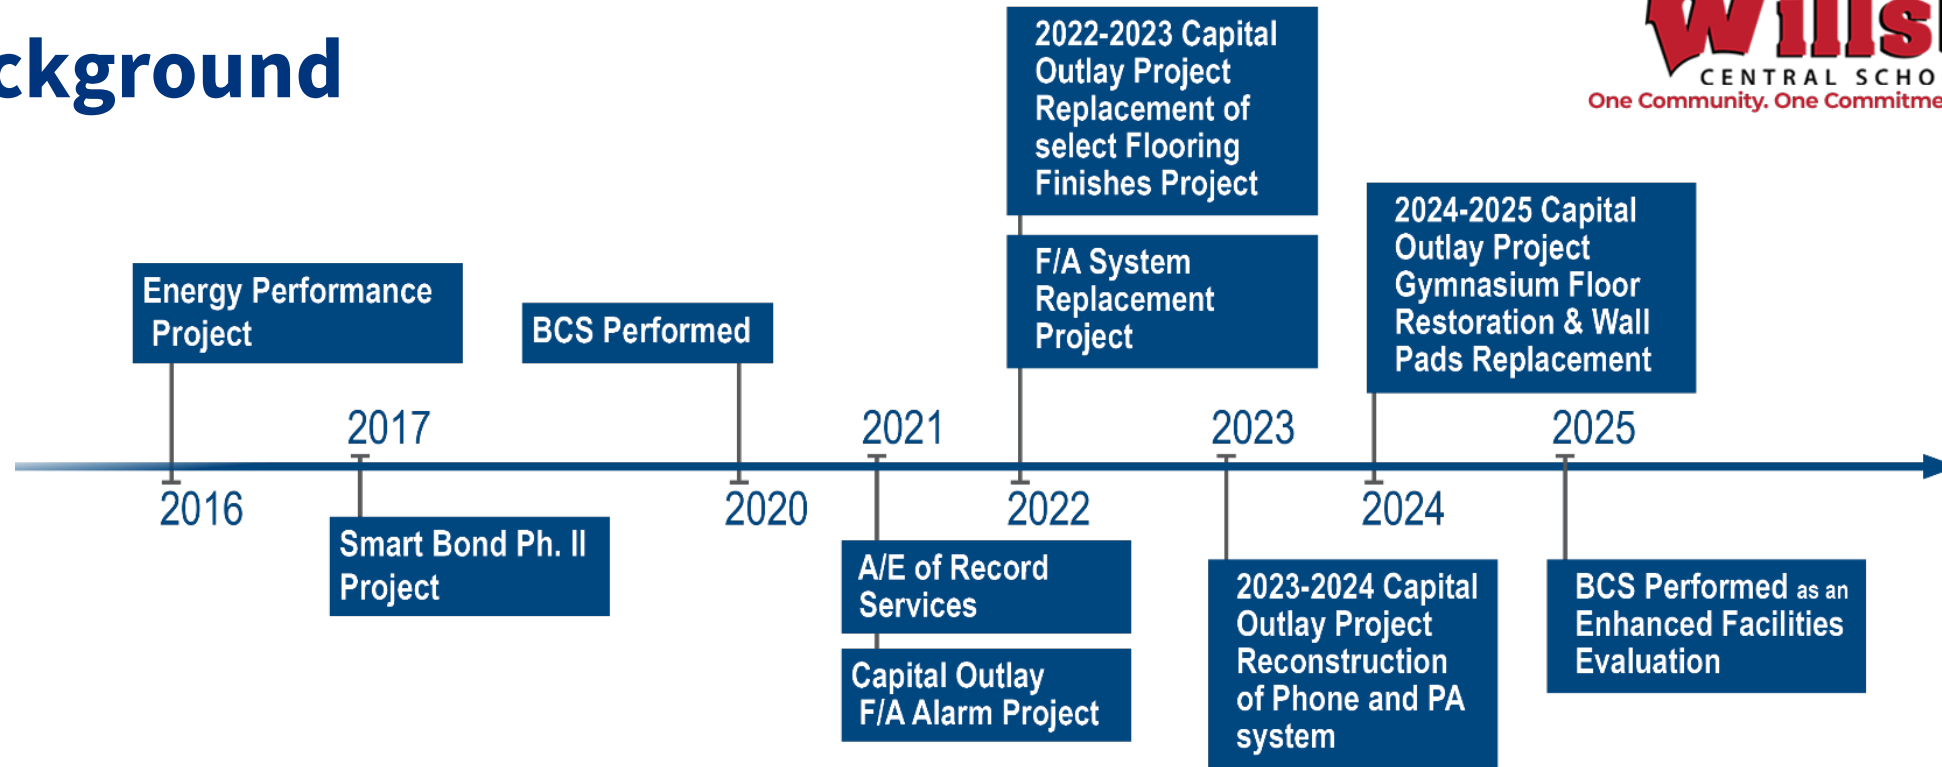 ckground
Wills
CENTRAL SCHO
One Community. One Commitme
2022-2023 Capital
Outlay Project
Replacement of
select Flooring
Finishes Project
F/A System
Replacement
Project
2024-2025 Capital
Outlay Project
Gymnasium Floor
Restoration & Wall
Pads Replacement
Energy Performance
Project
BCS Performed
2017
2021
2023
2025
2016
2020
2022
2024
Smart Bond Ph. II
Project
A/E of Record
Services
Capital Outlay
F/A Alarm Project
2023-2024 Capital
Outlay Project
Reconstruction
of Phone and PA
system
BCS Performed as an
Enhanced Facilities
Evaluation